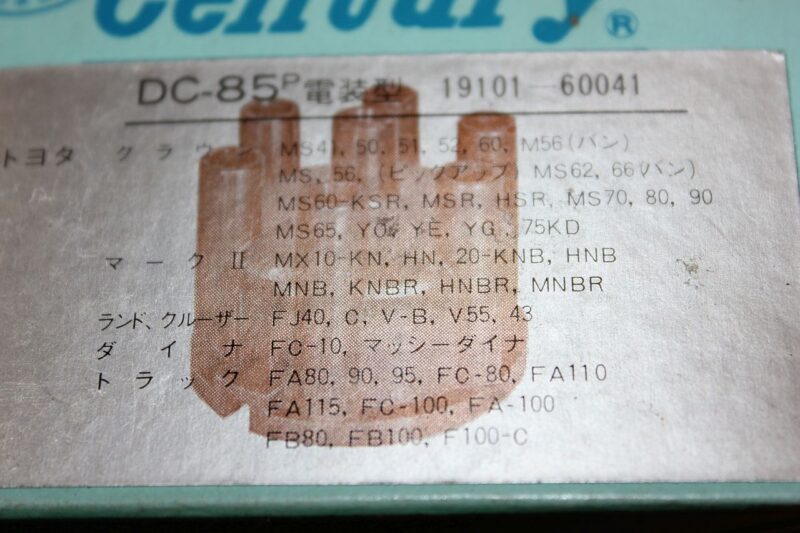 Century ®
DC-85P 電装型 19101-60041
トヨタ クラウン MS41, 50, 51, 52, 60, M56(バン)
MS, 56, (ピックアップ) MS62, 66(バン)
MS60-KSR, MSR, HSR, MS70, 80, 90
MS65, YO, YE, YG, 75KD
マークⅡ MX10-KN, HN, 20-KNB, HNB
MNB, KNBR, HNBR, MNBR
ランド、クルーザー FJ40, C, V-B, V55, 43
ダイナ FC-10, マッシーダイナ
トラック FA80, 90, 95, FC-80, FA110
FA115, FC-100, FA-100
FB80, FB100, F100-C